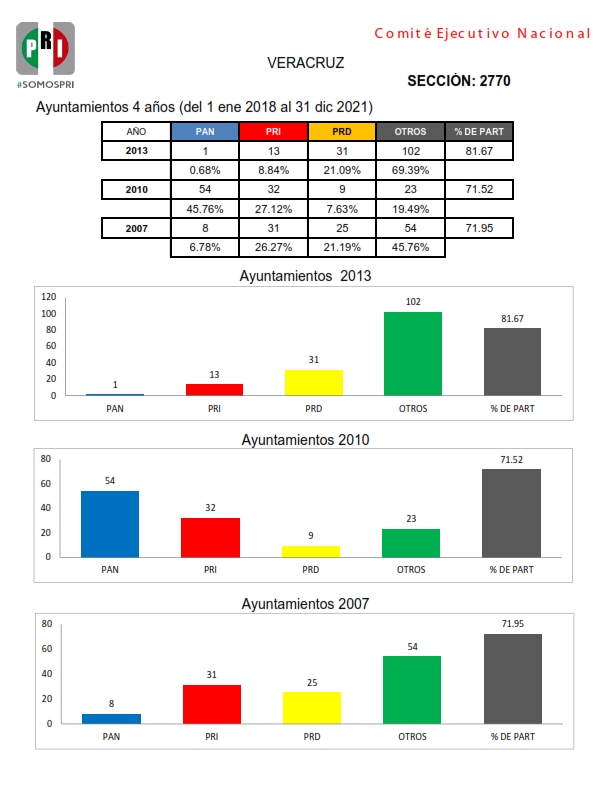 PRI
#SOMOSPRI
Comité Ejecutivo Nacional
VERACRUZ
SECCIÓN: 2770
Ayuntamientos 4 años (del 1 ene 2018 al 31 dic 2021)
AÑO PAN PRI PRD OTROS % DE PART
2013 1 13 31 102 81.67
0.68% 8.84% 21.09% 69.39%
2010 54 32 9 23 71.52
45.76% 27.12% 7.63% 19.49%
2007 8 31 25 54 71.95
6.78% 26.27% 21.19% 45.76%
Ayuntamientos 2013
120
100
80
60
40
20
0
1 13 31 102 81.67
PAN PRI PRD OTROS % DE PART
Ayuntamientos 2010
80
60
40
20
0
54 32 9 23 71.52
PAN PRI PRD OTROS % DE PART
Ayuntamientos 2007
80
60
40
20
0
8 31 25 54 71.95
PAN PRI PRD OTROS % DE PART